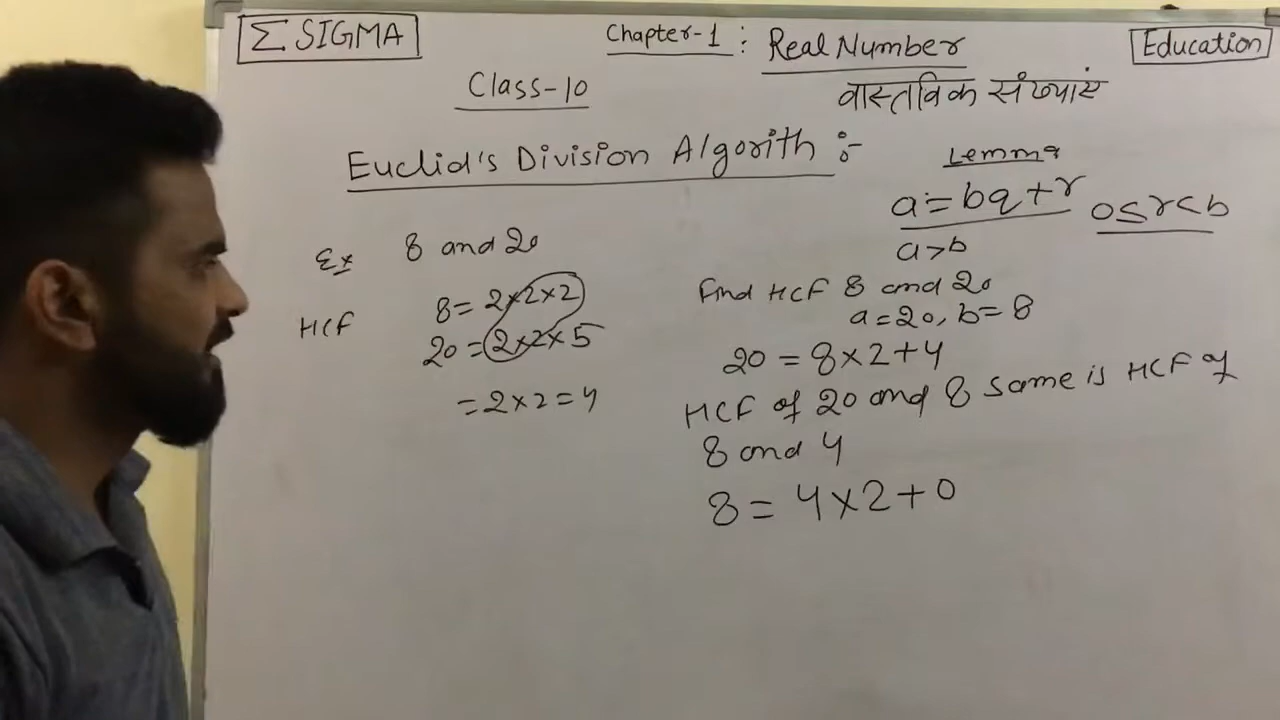 Σ SIGMA
Chapter-1 : Real Number
Education
Class-10
वास्तविक संख्याएं
Euclid's Division Algorith :-
Lemma
a = bq + r 0 ≤ r < b
a > b
Ex 8 and 20
HCF 8 = 2×2×2
20 = 2×2×5
= 2×2 = 4
Find HCF 8 and 20
a = 20, b = 8
20 = 8×2+4
HCF of 20 and 8 same is HCF of
8 and 4
8 = 4×2+0